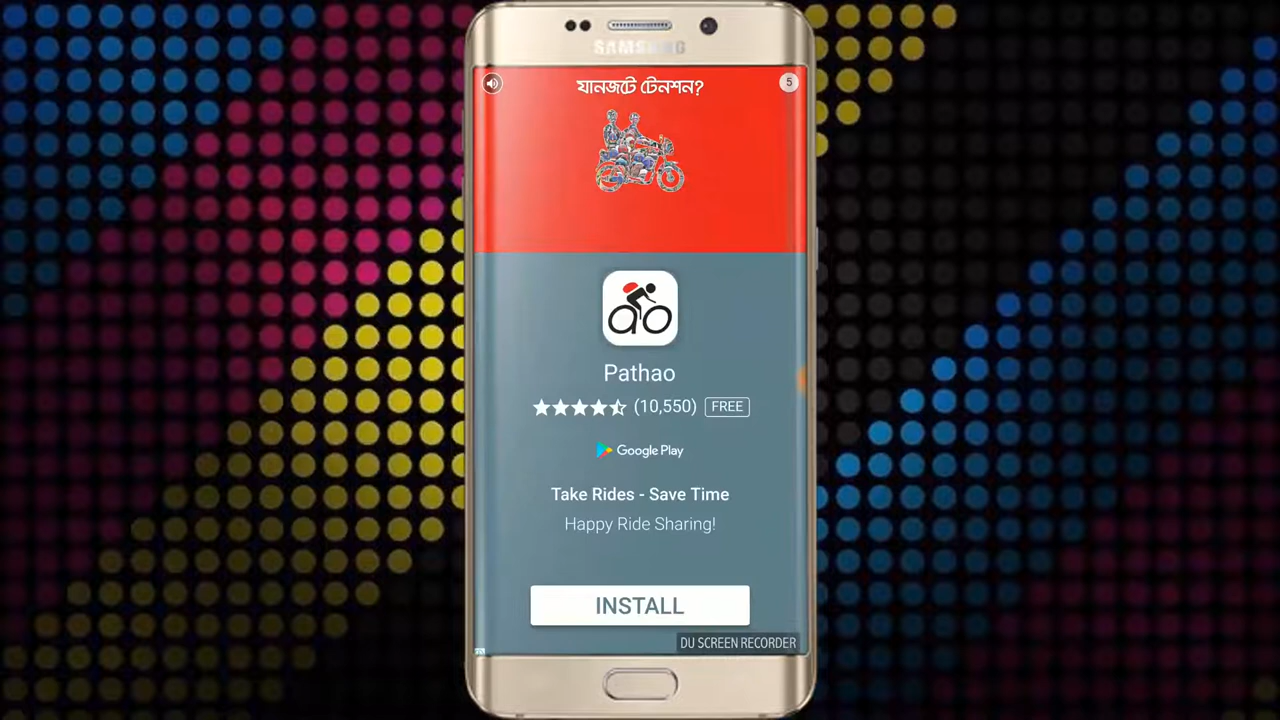 SAMSUNG
যানজটে টেনশন?
5
Pathao
(10,550) FREE
Google Play
Take Rides - Save Time
Happy Ride Sharing!
INSTALL
DU SCREEN RECORDER